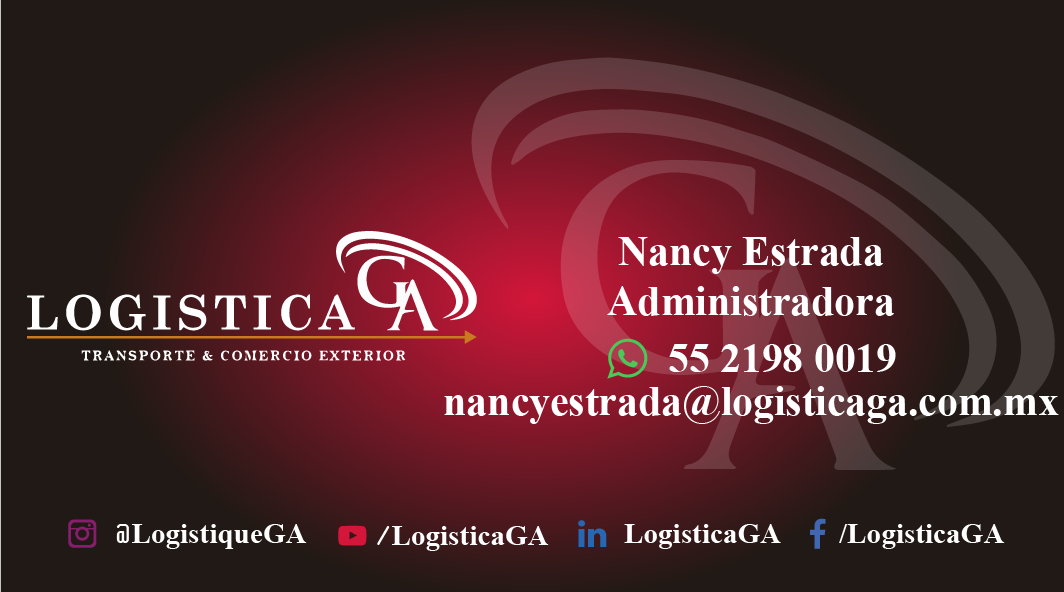 LOGISTICA GA
TRANSPORTE & COMERCIO EXTERIOR
Nancy Estrada
Administradora
55 2198 0019
nancyestrada@logisticaga.com.mx
@LogistiqueGA
/LogisticaGA
LogisticaGA
/LogisticaGA